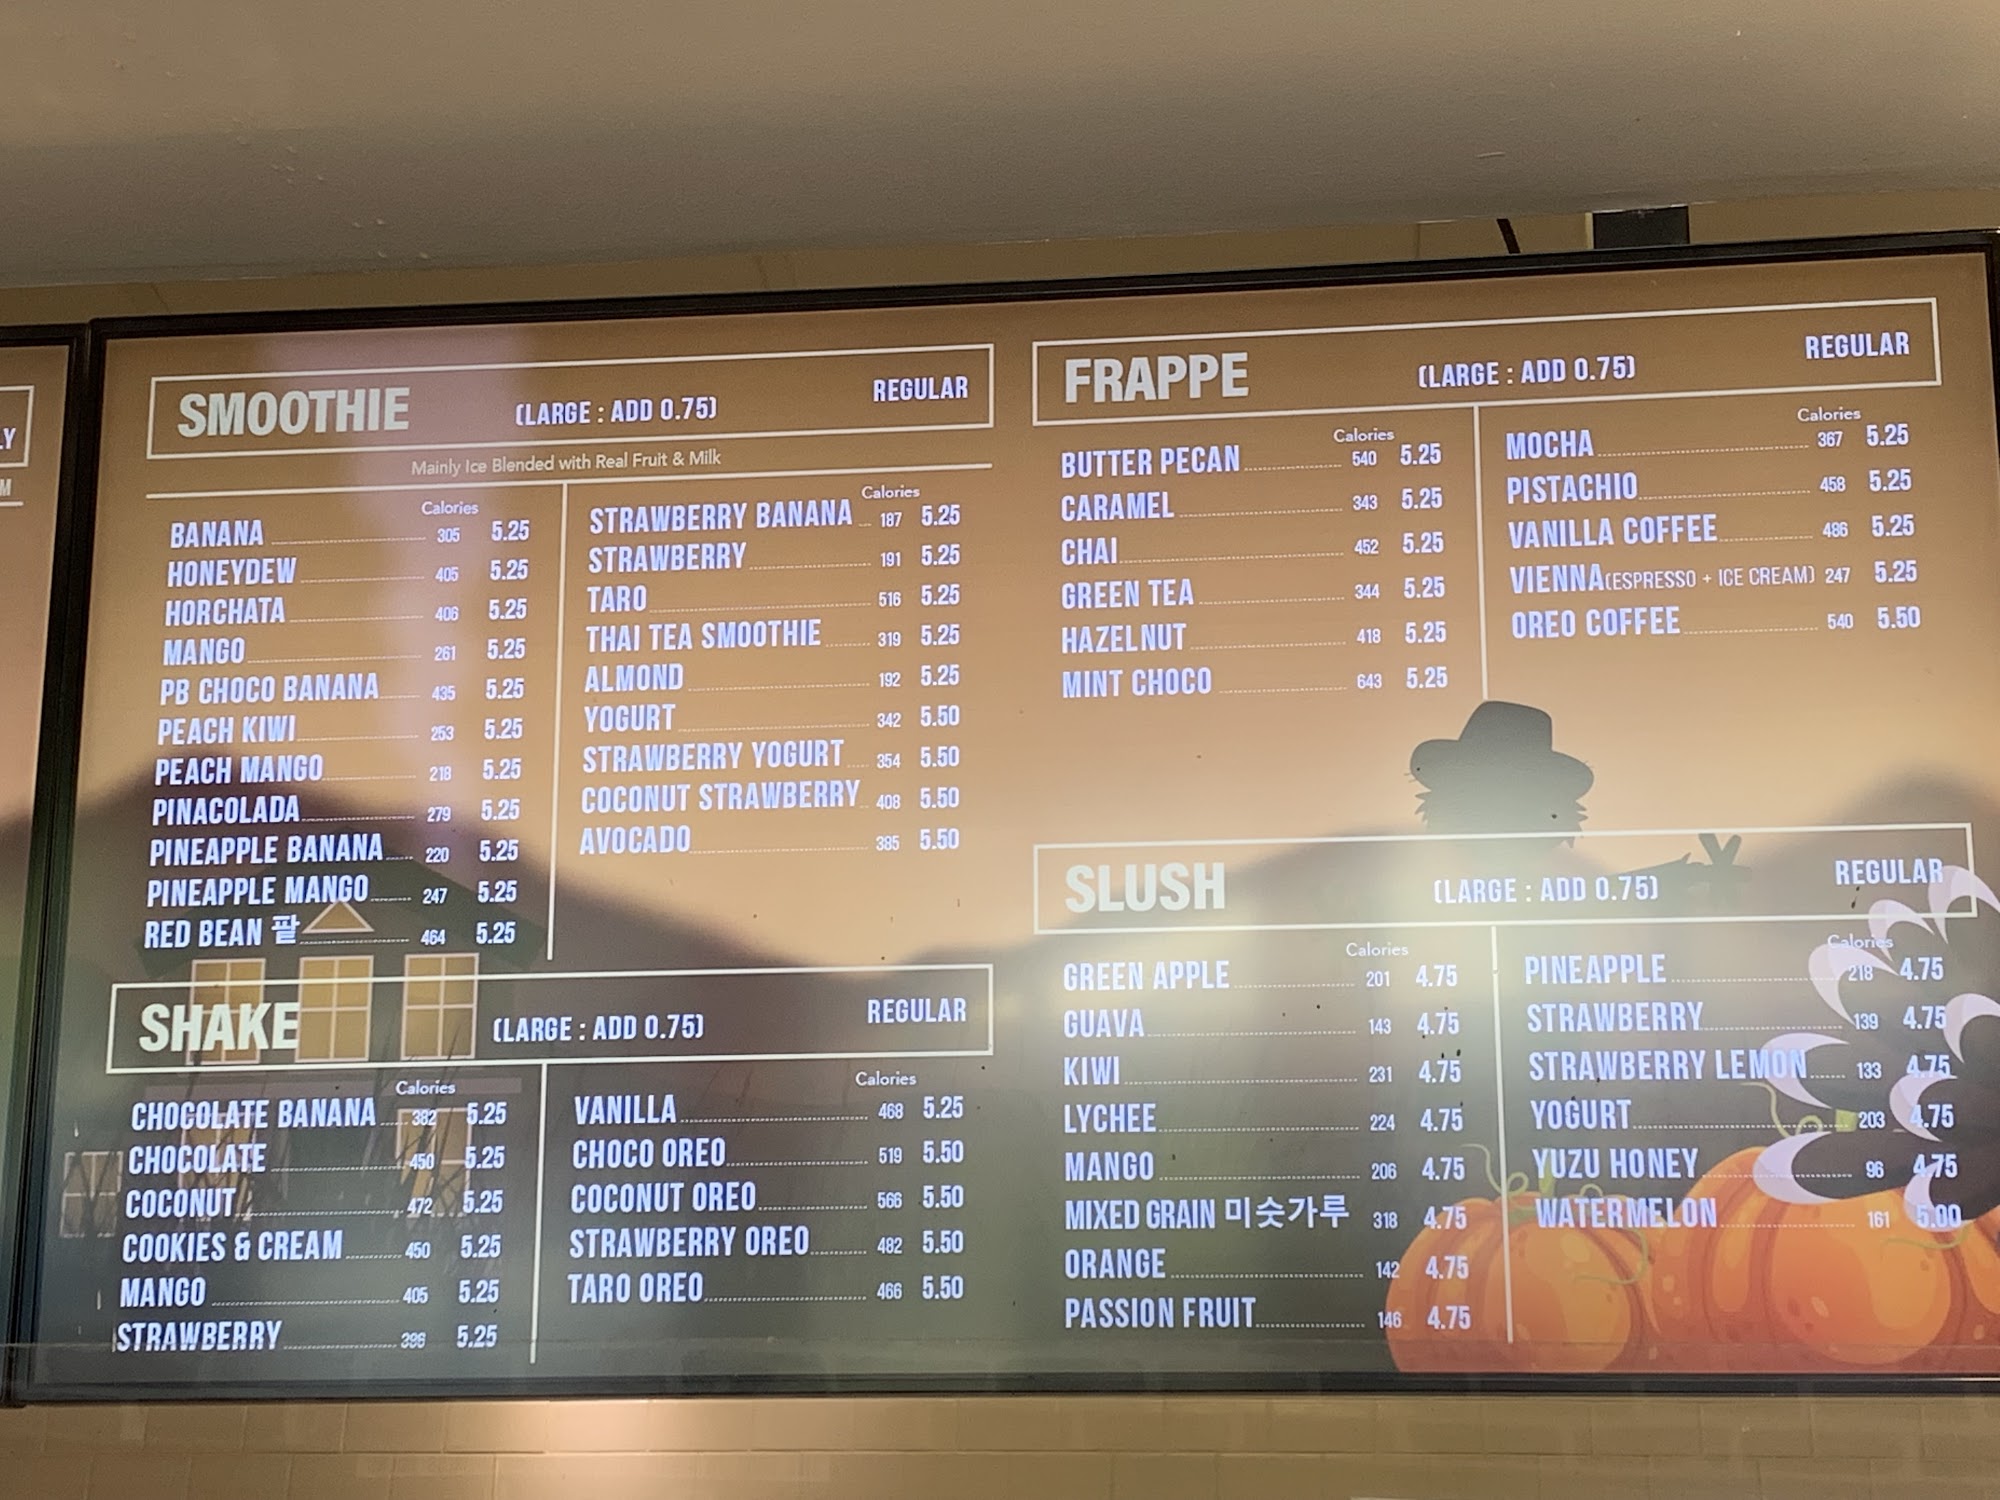 LY
M
SMOOTHIE (LARGE : ADD 0.75) REGULAR
Mainly Ice Blended with Real Fruit & Milk
Calories
BANANA 305 5.25
HONEYDEW 405 5.25
HORCHATA 406 5.25
MANGO 261 5.25
PB CHOCO BANANA 435 5.25
PEACH KIWI 253 5.25
PEACH MANGO 218 5.25
PINACOLADA 279 5.25
PINEAPPLE BANANA 220 5.25
PINEAPPLE MANGO 247 5.25
RED BEAN 팥 464 5.25
Calories
STRAWBERRY BANANA 187 5.25
STRAWBERRY 191 5.25
TARO 516 5.25
THAI TEA SMOOTHIE 319 5.25
ALMOND 192 5.25
YOGURT 342 5.50
STRAWBERRY YOGURT 354 5.50
COCONUT STRAWBERRY 408 5.50
AVOCADO 385 5.50
SHAKE (LARGE : ADD 0.75) REGULAR
Calories
CHOCOLATE BANANA 382 5.25
CHOCOLATE 450 5.25
COCONUT 472 5.25
COOKIES & CREAM 450 5.25
MANGO 405 5.25
STRAWBERRY 396 5.25
Calories
VANILLA 468 5.25
CHOCO OREO 519 5.50
COCONUT OREO 566 5.50
STRAWBERRY OREO 482 5.50
TARO OREO 466 5.50
FRAPPE (LARGE : ADD 0.75) REGULAR
Calories
BUTTER PECAN 540 5.25
CARAMEL 343 5.25
CHAI 452 5.25
GREEN TEA 344 5.25
HAZELNUT 418 5.25
MINT CHOCO 643 5.25
Calories
MOCHA 367 5.25
PISTACHIO 458 5.25
VANILLA COFFEE 486 5.25
VIENNA(ESPRESSO + ICE CREAM) 247 5.25
OREO COFFEE 540 5.50
SLUSH (LARGE : ADD 0.75) REGULAR
Calories
GREEN APPLE 201 4.75
GUAVA 143 4.75
KIWI 231 4.75
LYCHEE 224 4.75
MANGO 206 4.75
MIXED GRAIN 미숫가루 318 4.75
ORANGE 142 4.75
PASSION FRUIT 146 4.75
Calories
PINEAPPLE 218 4.75
STRAWBERRY 139 4.75
STRAWBERRY LEMON 133 4.75
YOGURT 203 4.75
YUZU HONEY 96 4.75
WATERMELON 161 5.00